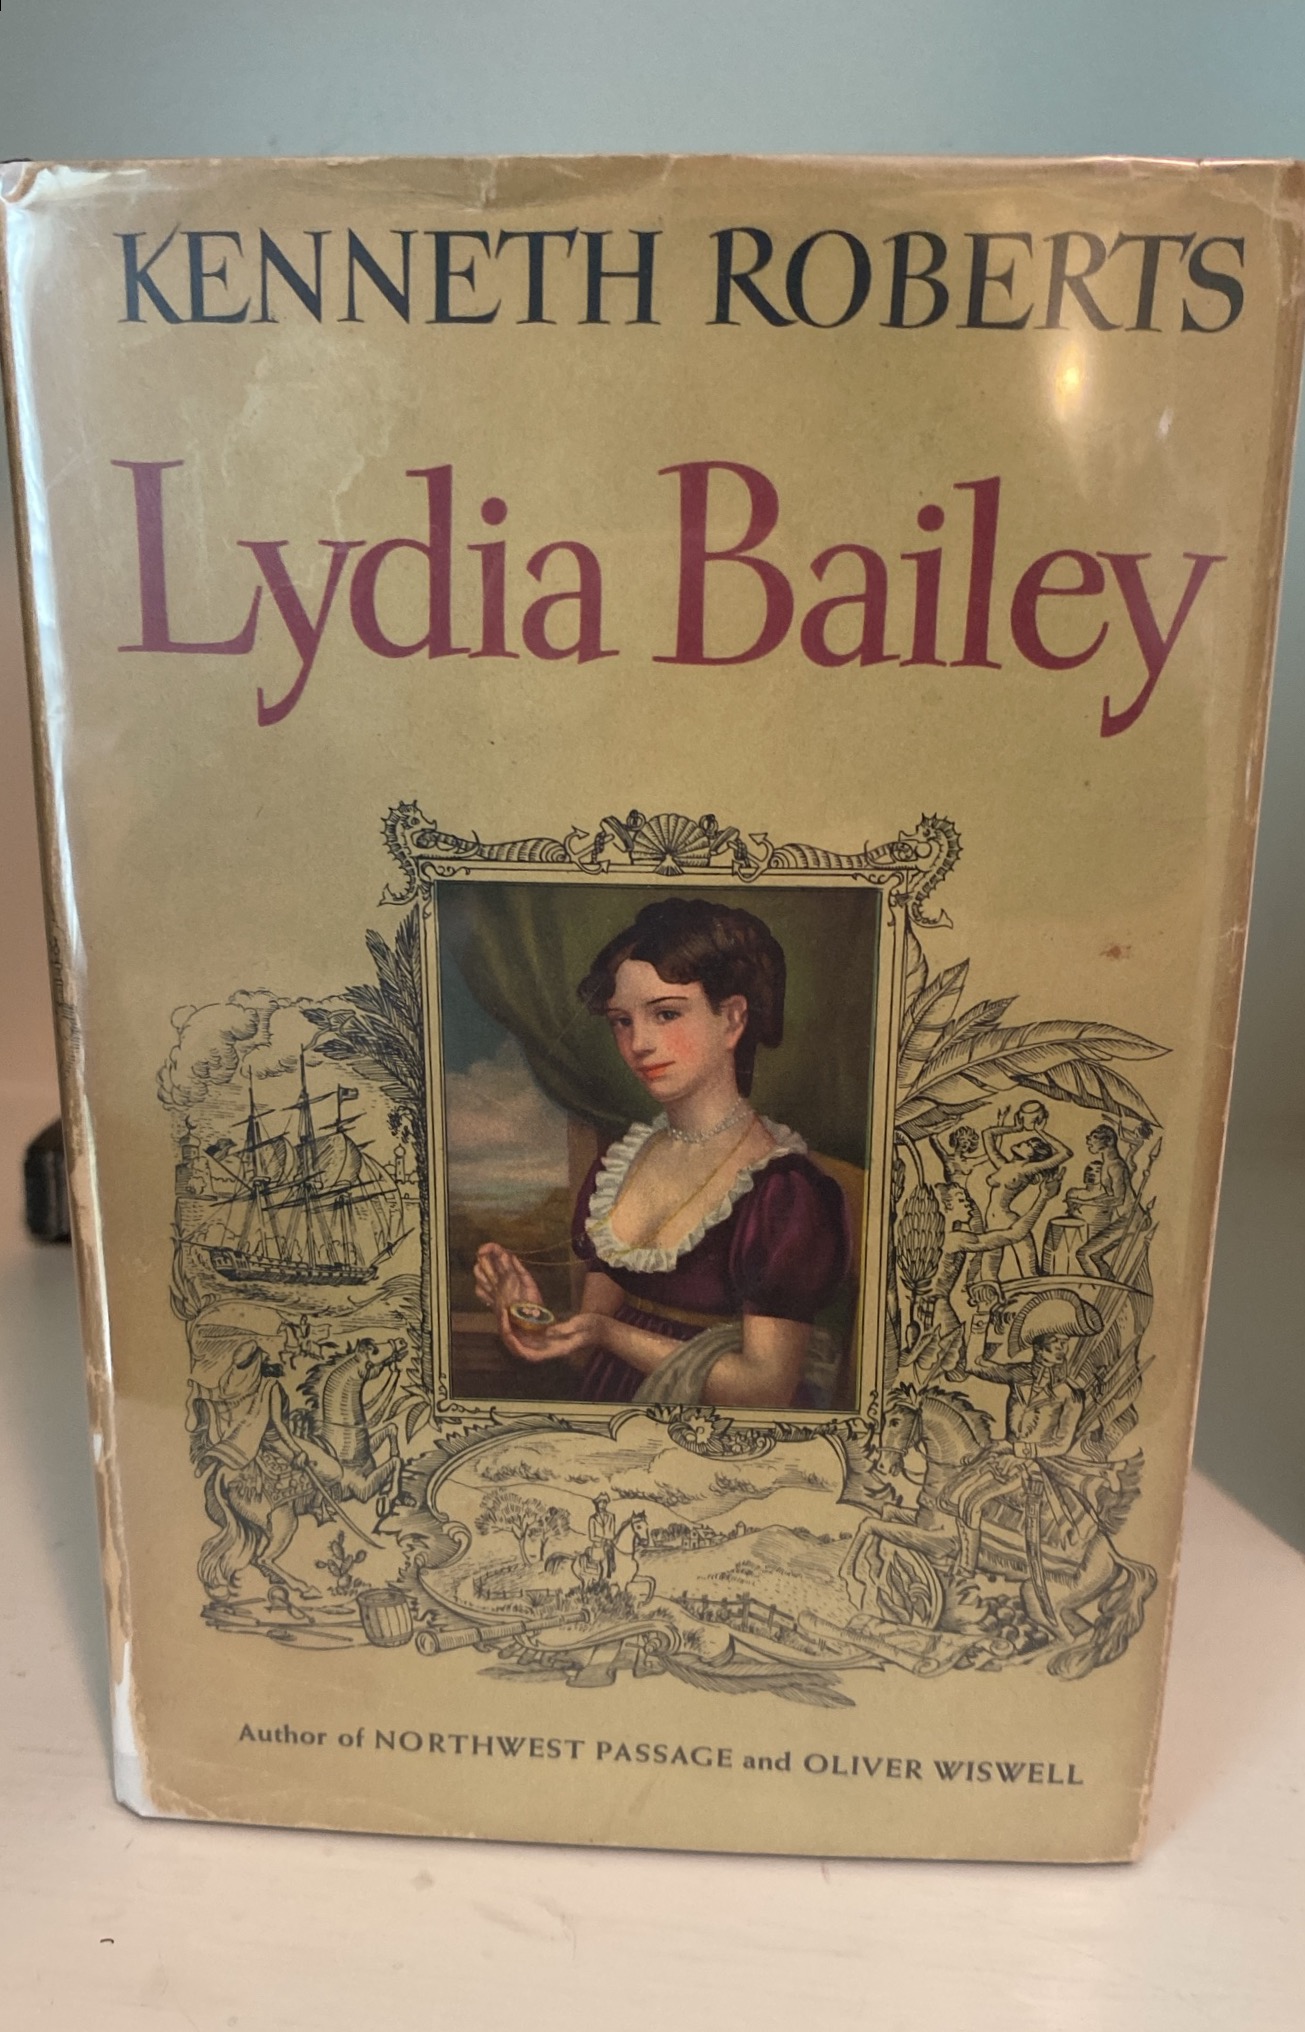 KENNETH ROBERTS
Lydia Bailey
Author of NORTHWEST PASSAGE and OLIVER WISWELL